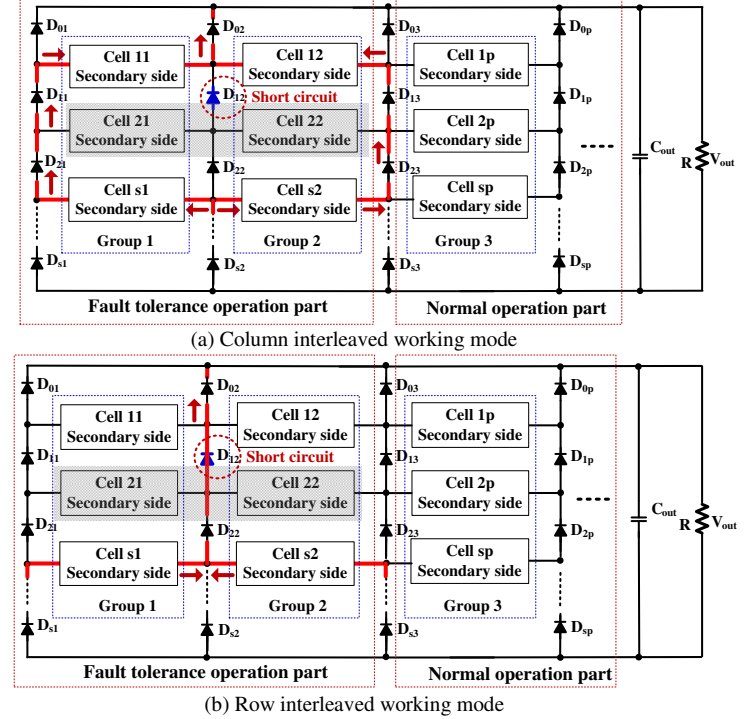 D01 D02 D03 D0p
Cell 11 Cell 12 Cell 1p
Secondary side Secondary side Secondary side
D11 D12 Short circuit D13 D1p
Cell 21 Cell 22 Cell 2p
Secondary side Secondary side Secondary side
Cout R Vout
D21 D22 D23 D2p
Cell s1 Cell s2 Cell sp
Secondary side Secondary side Secondary side
Group 1 Group 2 Group 3
Ds1 Ds2 Ds3 Dsp
Fault tolerance operation part Normal operation part
(a) Column interleaved working mode
D01 D02 D03 D0p
Cell 11 Cell 12 Cell 1p
Secondary side Secondary side Secondary side
D11 D12 Short circuit D13 D1p
Cell 21 Cell 22 Cell 2p
Secondary side Secondary side Secondary side
Cout R Vout
D21 D22 D23 D2p
Cell s1 Cell s2 Cell sp
Secondary side Secondary side Secondary side
Group 1 Group 2 Group 3
Ds1 Ds2 Ds3 Dsp
Fault tolerance operation part Normal operation part
(b) Row interleaved working mode